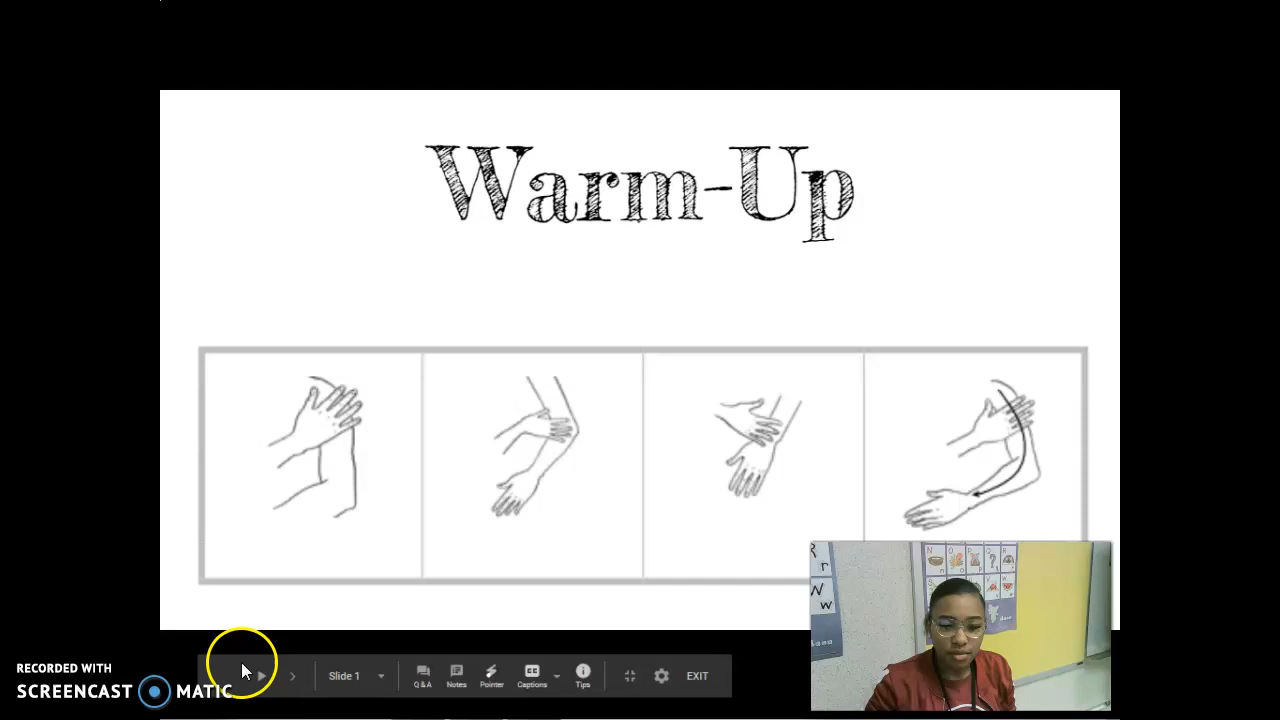 Warm-Up
R
r
N
w
N
O
P
Q
R
RECORDED WITH
SCREENCAST MATIC
Slide 1
Q & A
Notes
Pointer
Captions
Tips
EXIT